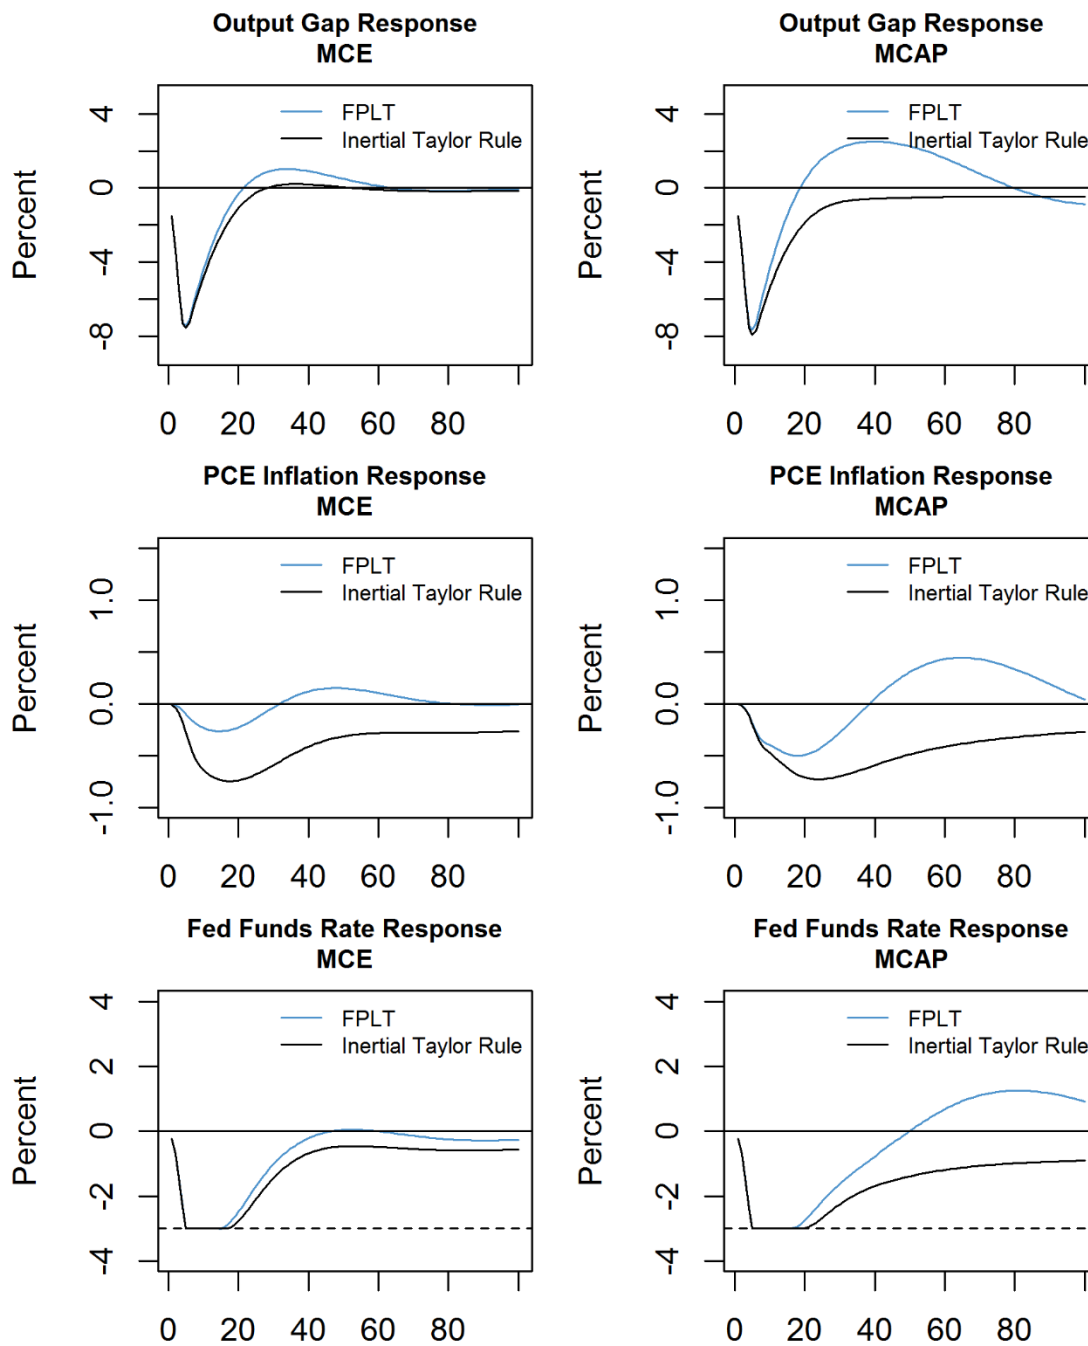 Output Gap Response
MCE
Percent
4
0
-4
-8
FPLT
Inertial Taylor Rule
0 20 40 60 80
Output Gap Response
MCAP
Percent
4
0
-4
-8
FPLT
Inertial Taylor Rule
0 20 40 60 80
PCE Inflation Response
MCE
Percent
1.0
0.0
-1.0
FPLT
Inertial Taylor Rule
0 20 40 60 80
PCE Inflation Response
MCAP
Percent
1.0
0.0
-1.0
FPLT
Inertial Taylor Rule
0 20 40 60 80
Fed Funds Rate Response
MCE
Percent
4
2
0
-2
-4
FPLT
Inertial Taylor Rule
0 20 40 60 80
Fed Funds Rate Response
MCAP
Percent
4
2
0
-2
-4
FPLT
Inertial Taylor Rule
0 20 40 60 80